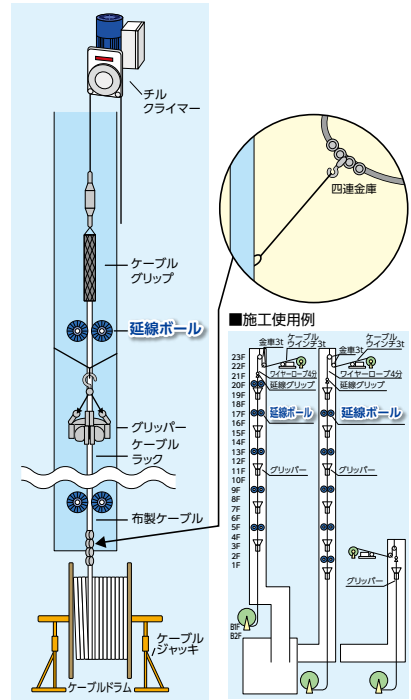 チル
クライマー
ケーブル
グリップ
延線ボール
グリッパー
ケーブル
ラック
布製ケーブル
ケーブル
ジャッキ
ケーブルドラム
四連金庫
■施工使用例
金車3t
ケーブル
ウインチ3t
金車3t
ケーブル
ウインチ3t
ワイヤーロープ4分
延線グリップ
ワイヤーロープ4分
延線グリップ
延線ボール
延線ボール
グリッパー
グリッパー
グリッパー
23F
22F
21F
20F
19F
18F
17F
16F
15F
14F
13F
12F
11F
10F
9F
8F
7F
6F
5F
4F
3F
2F
1F
B1F
B2F